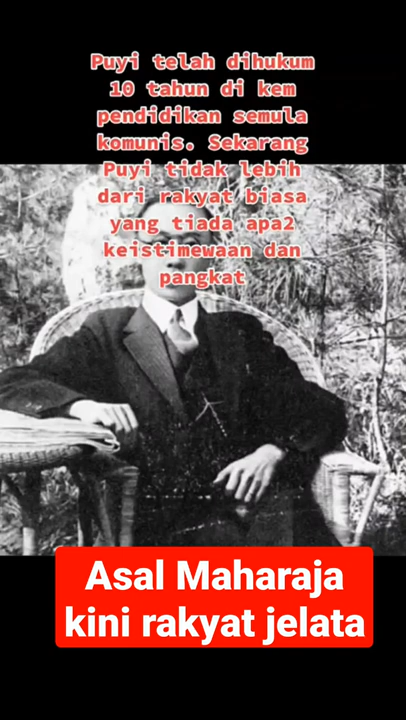 Puyi telah dihukum
10 tahun di kem
pendidikan semula
komunis. Sekarang
Puyi tidak lebih
dari rakyat biasa
yang tiada apa2
keistimewaan dan
pangkat
Asal Maharaja
kini rakyat jelata